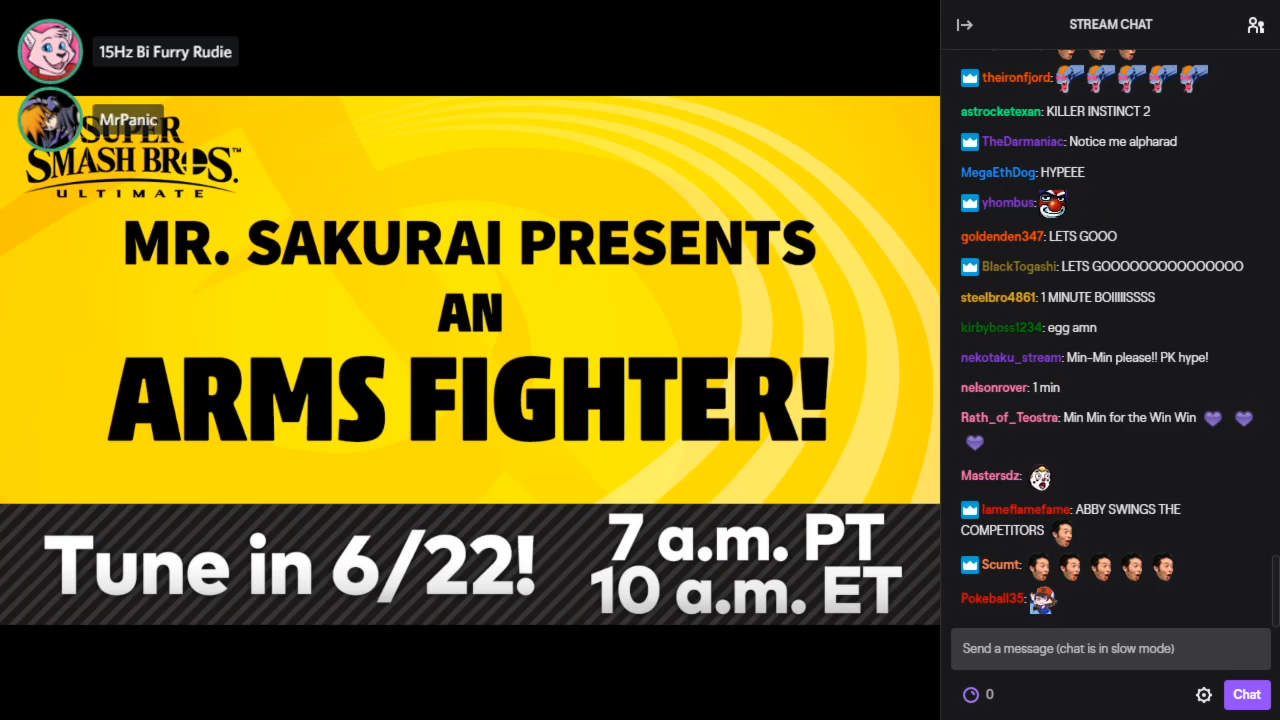 15Hz Bi Furry Rudie
MrPanic
SUPER
SMASH BROS.™
ULTIMATE
MR. SAKURAI PRESENTS
AN
ARMS FIGHTER!
Tune in 6/22!
7 a.m. PT
10 a.m. ET
STREAM CHAT
theironfjord:
astrocketexan: KILLER INSTINCT 2
TheDarmaniac: Notice me alpharad
MegaEthDog: HYPEEE
yhombus:
goldenden347: LETS GOOO
BlackTogashi: LETS GOOOOOOOOOOOOOOO
steelbro4861: 1 MINUTE BOIIIIISSSS
kirbyboss1234: egg amn
nekotaku_stream: Min-Min please!! PK hype!
nelsonrover: 1 min
Rath_of_Teostra: Min Min for the Win Win
Mastersdz:
lameflamefame: ABBY SWINGS THE
COMPETITORS
Scumt:
Pokeball35:
Send a message (chat is in slow mode)
0
Chat